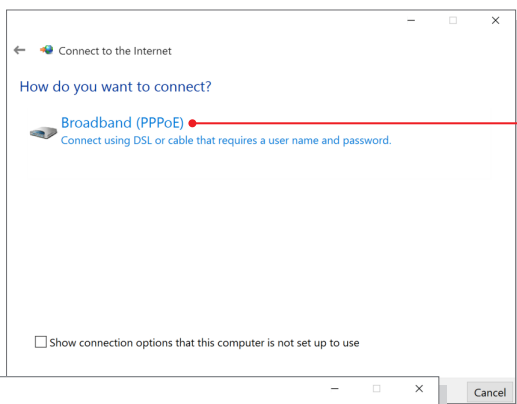 Connect to the Internet
How do you want to connect?
Broadband (PPPoE)
Connect using DSL or cable that requires a user name and password.
Show connection options that this computer is not set up to use
Cancel